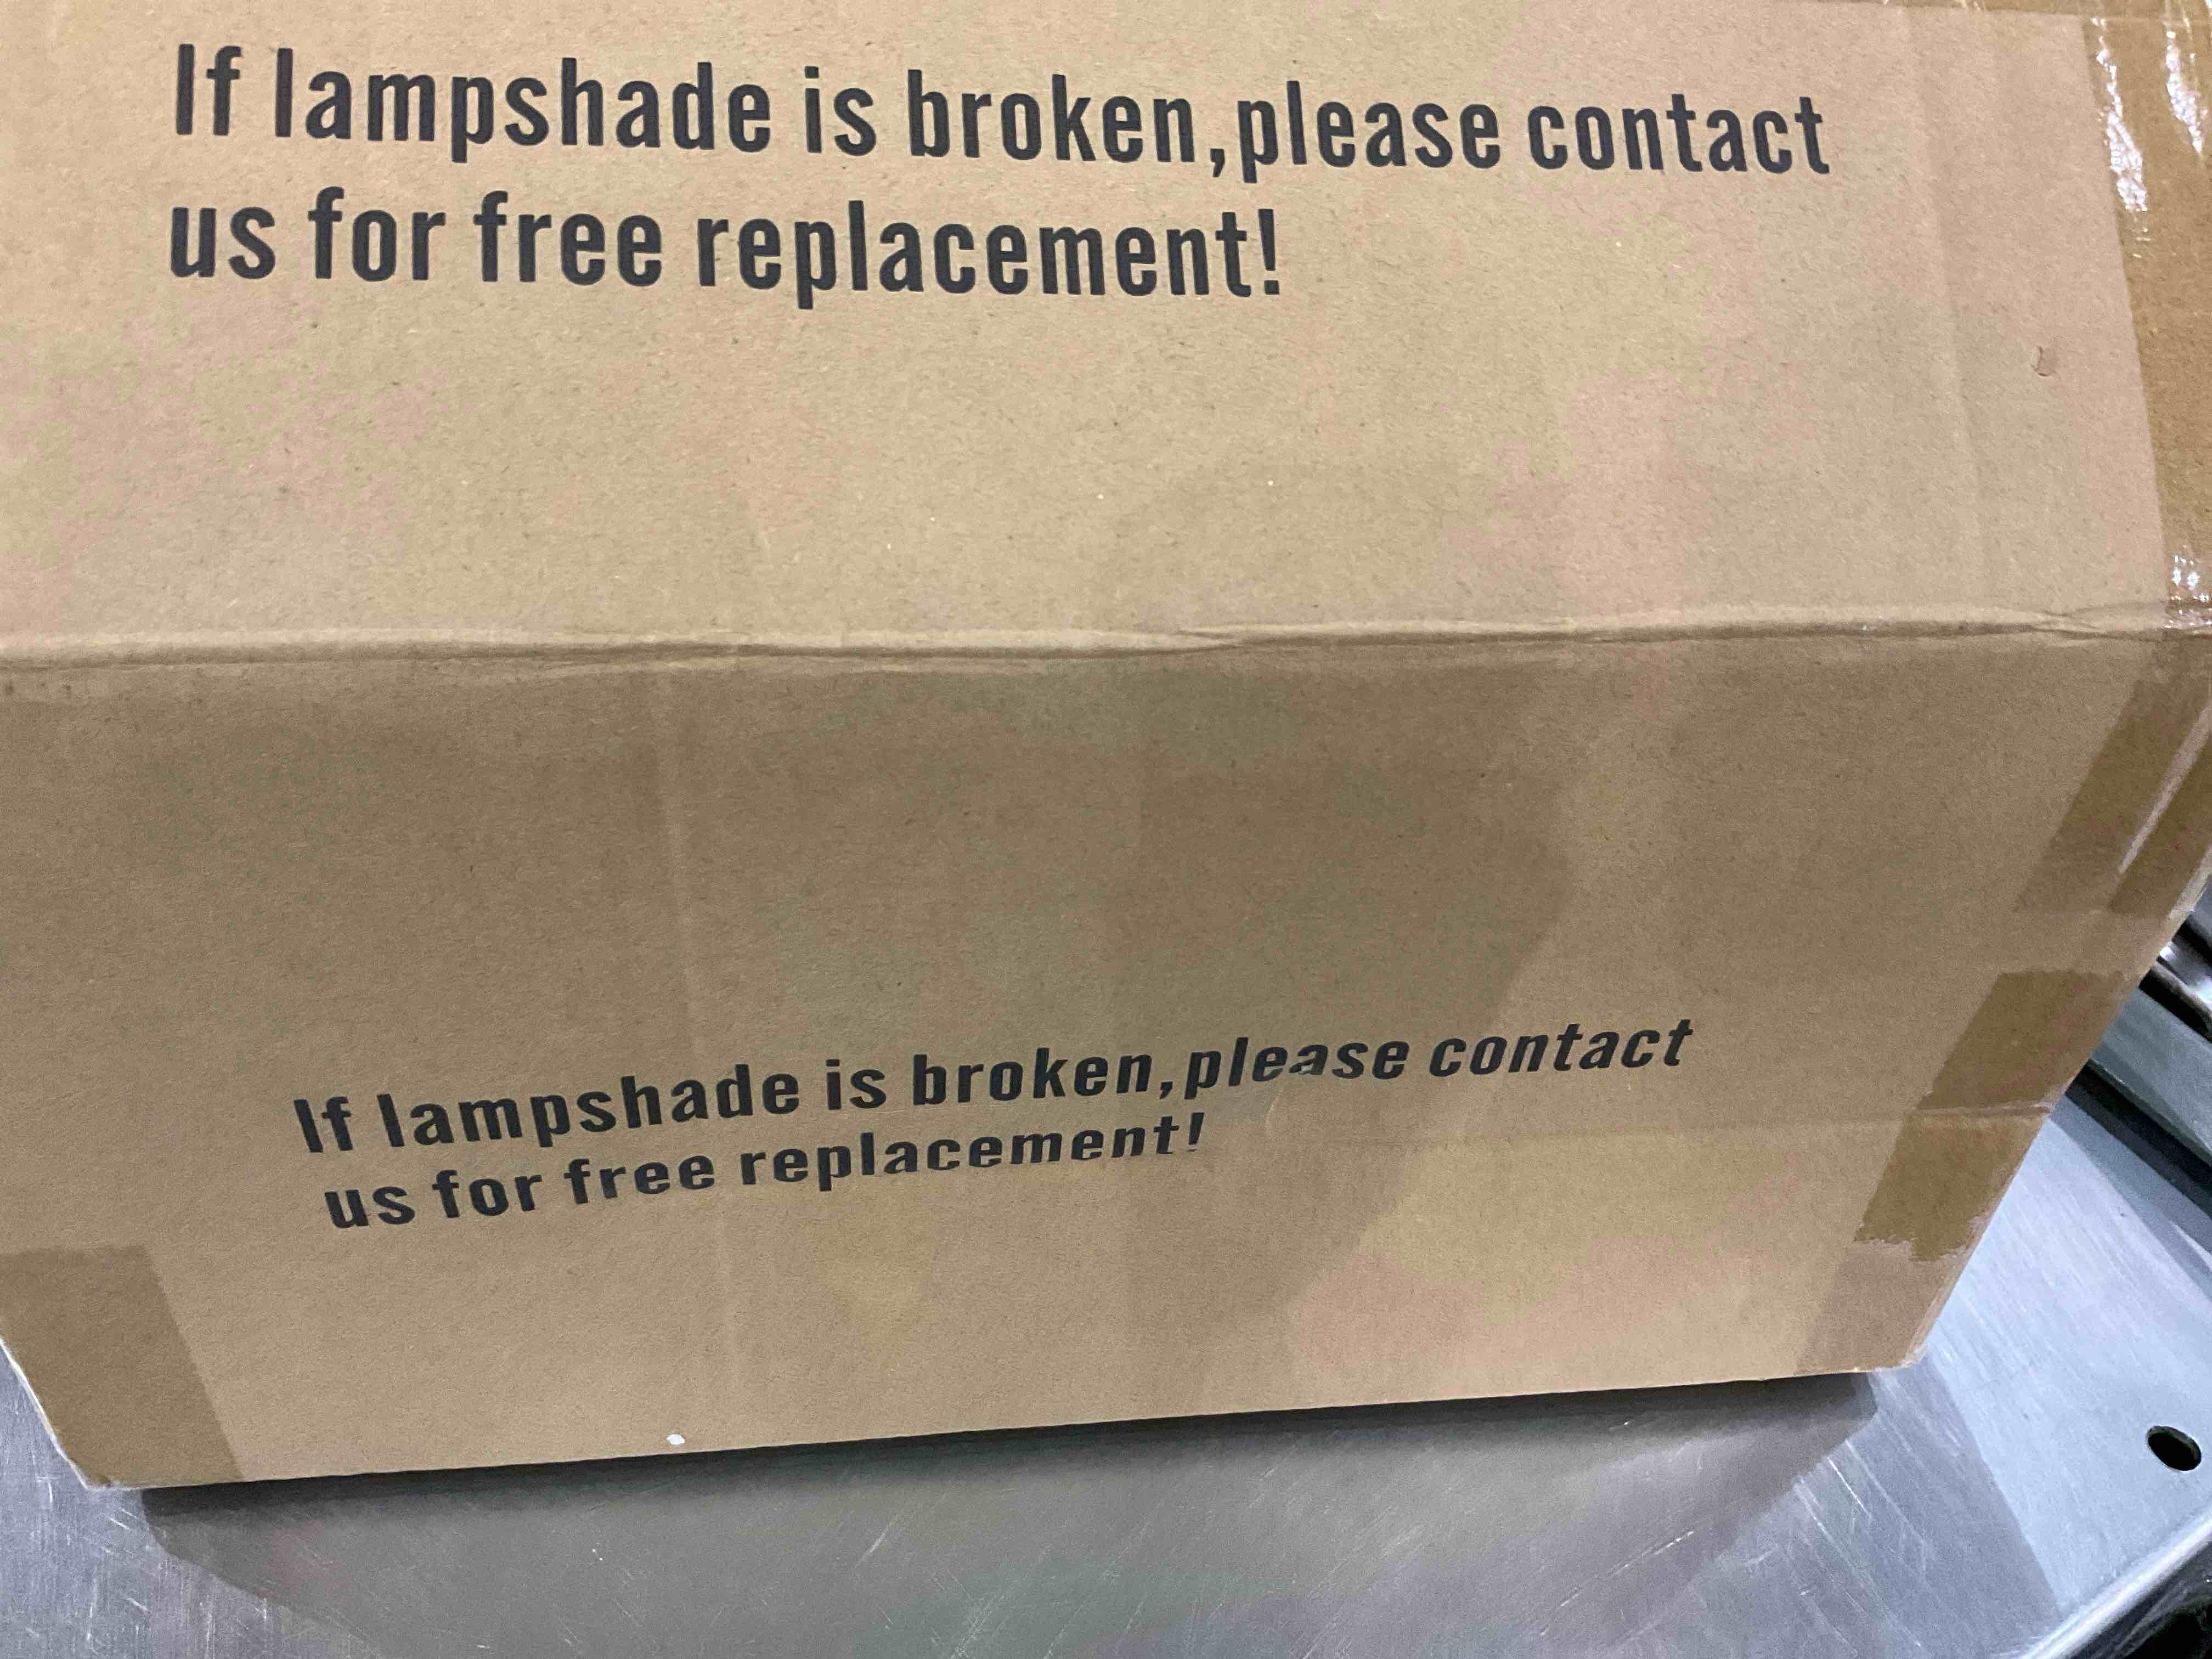 If lampshade is broken,please contact
us for free replacement!
If lampshade is broken,please contact
us for free replacement!